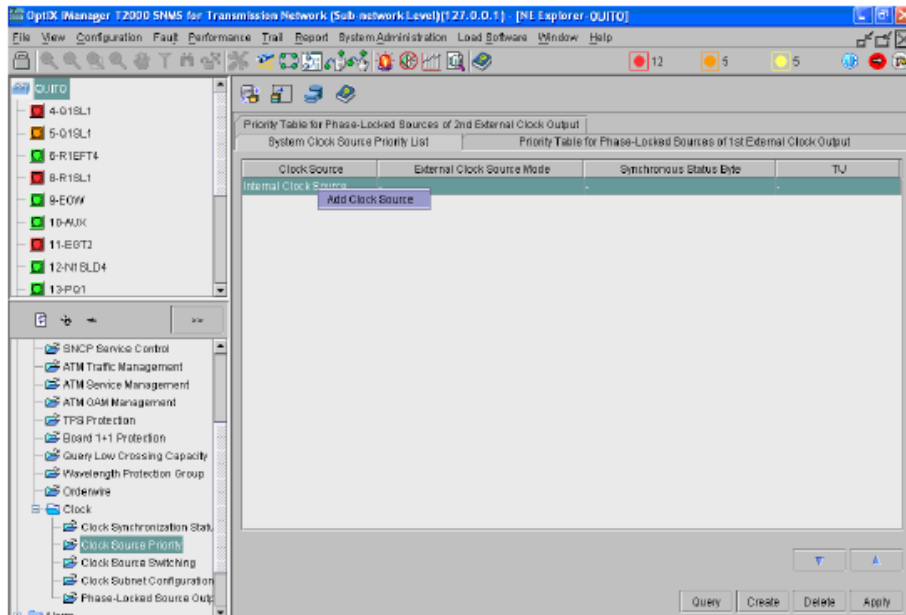 OptiX iManager T2000 SNMS for Transmission Network (Sub-network Level)(127.0.0.1) - [NE Explorer-QUITO]
File View Configuration Fault Performance Trail Report System Administration Load Software Window Help
12 5 5
QUITO
4-Q1SL1
5-Q1SL1
6-R1EFT4
8-R1SL1
9-EOW
10-AUX
11-EGT2
12-N1SLD4
13-PQ1
>>
SNCP Service Control
ATM Traffic Management
ATM Service Management
ATM OAM Management
TPS Protection
Board 1+1 Protection
Query Low Crossing Capacity
Wavelength Protection Group
Orderwire
Clock
Clock Synchronization Stat
Clock Source Priority
Clock Source Switching
Clock Subnet Configuration
Phase-Locked Source Outp
Priority Table for Phase-Locked Sources of 2nd External Clock Output
System Clock Source Priority List
Priority Table for Phase-Locked Sources of 1st External Clock Output
Clock Source External Clock Source Mode Synchronous Status Byte
Internal Clock Source - - -
Add Clock Source
Query Create Delete Apply